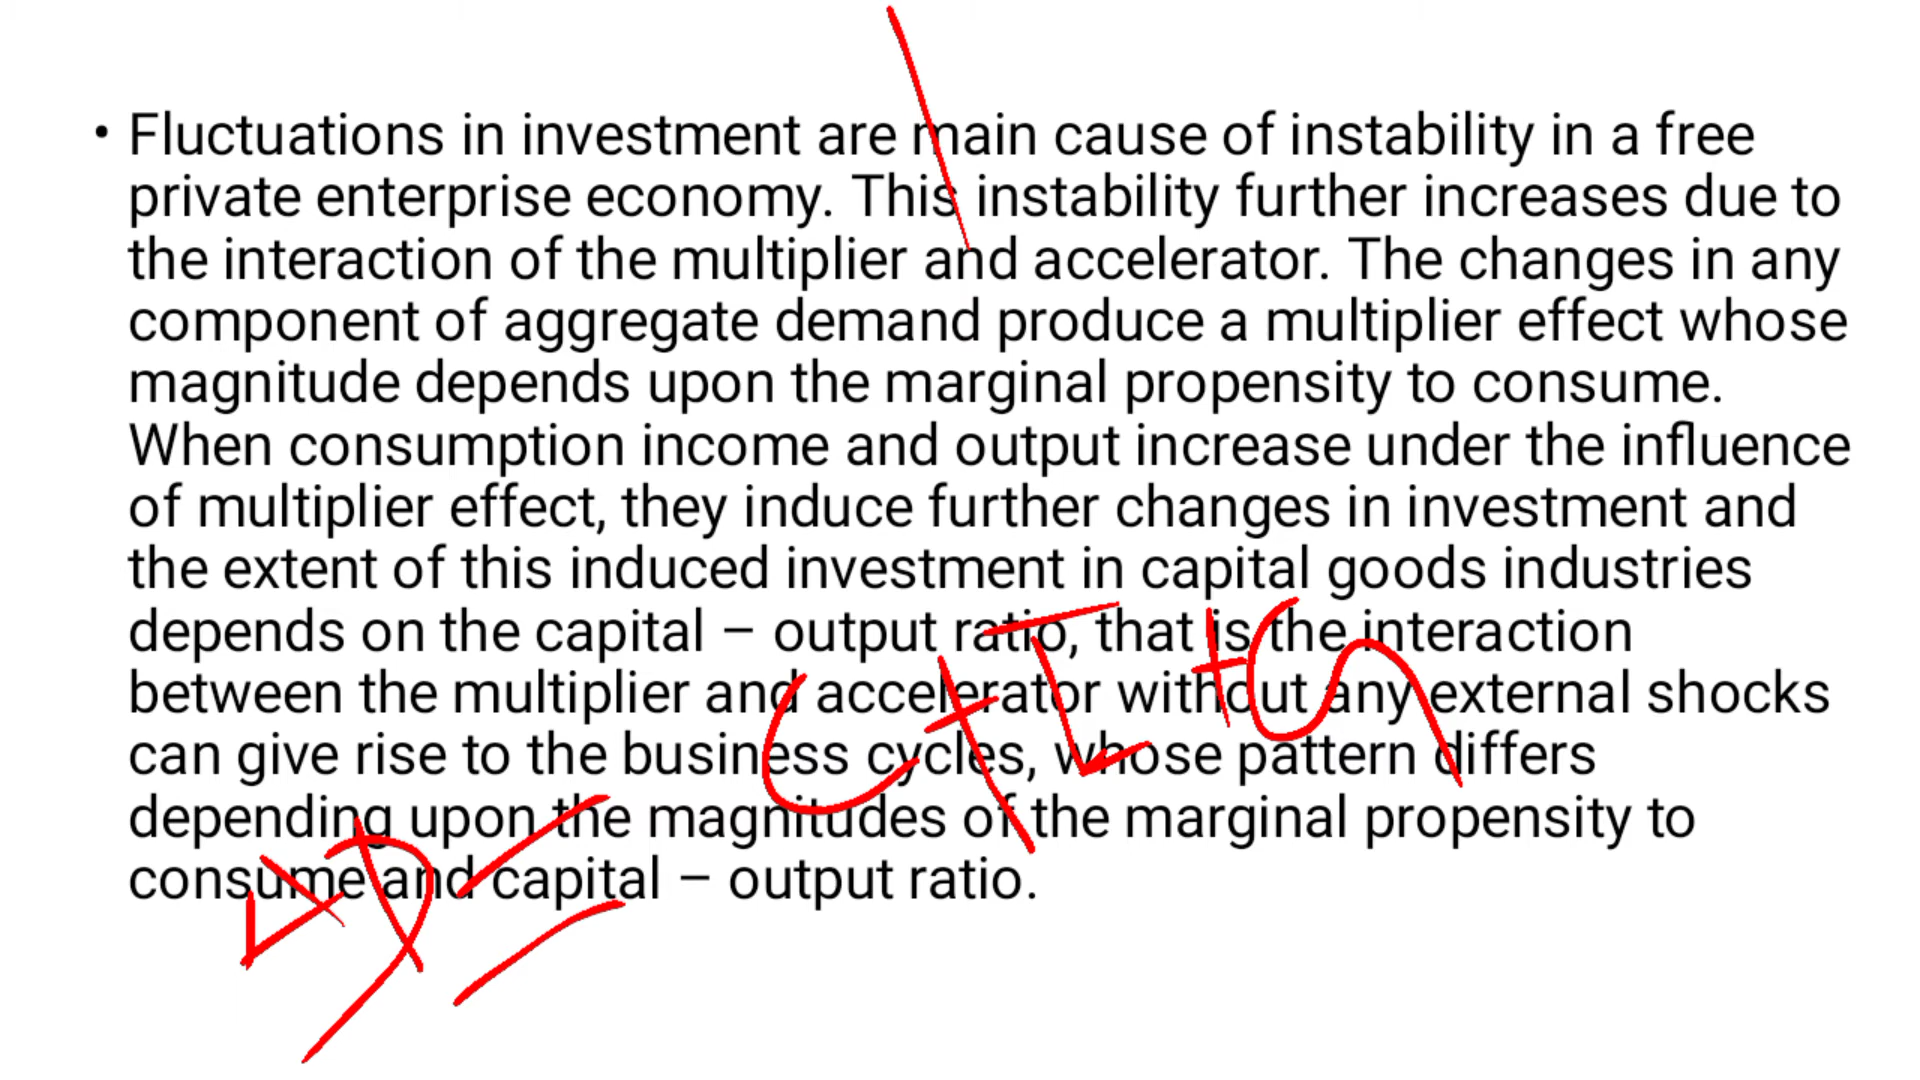 • Fluctuations in investment are main cause of instability in a free
private enterprise economy. This instability further increases due to
the interaction of the multiplier and accelerator. The changes in any
component of aggregate demand produce a multiplier effect whose
magnitude depends upon the marginal propensity to consume.
When consumption income and output increase under the influence
of multiplier effect, they induce further changes in investment and
the extent of this induced investment in capital goods industries
depends on the capital – output ratio, that is the interaction
between the multiplier and accelerator without any external shocks
can give rise to the business cycles, whose pattern differs
depending upon the magnitudes of the marginal propensity to
consume and capital – output ratio.
AD = C + I + G